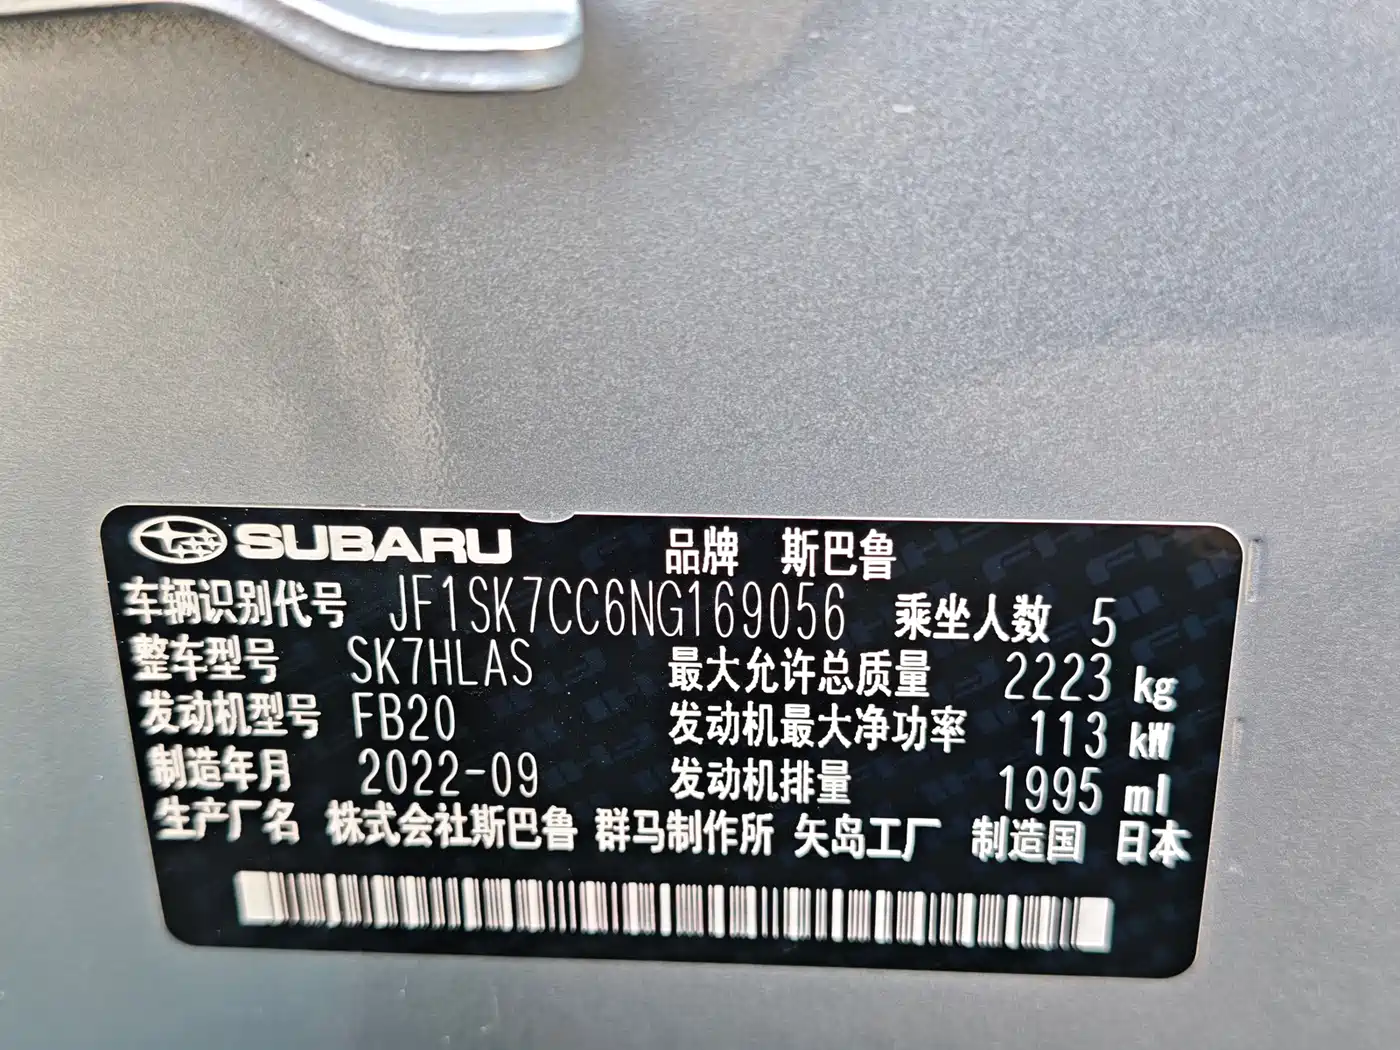 SUBARU 品牌 斯巴鲁
车辆识别代号 JF1SK7CC6NG169056 乘坐人数 5
整车型号 SK7HLAS 最大允许总质量 2223 kg
发动机型号 FB20 发动机最大净功率 113 kW
制造年月 2022-09 发动机排量 1995 ml
生产厂名 株式会社斯巴鲁 群马制作所 矢岛工厂 制造国 日本